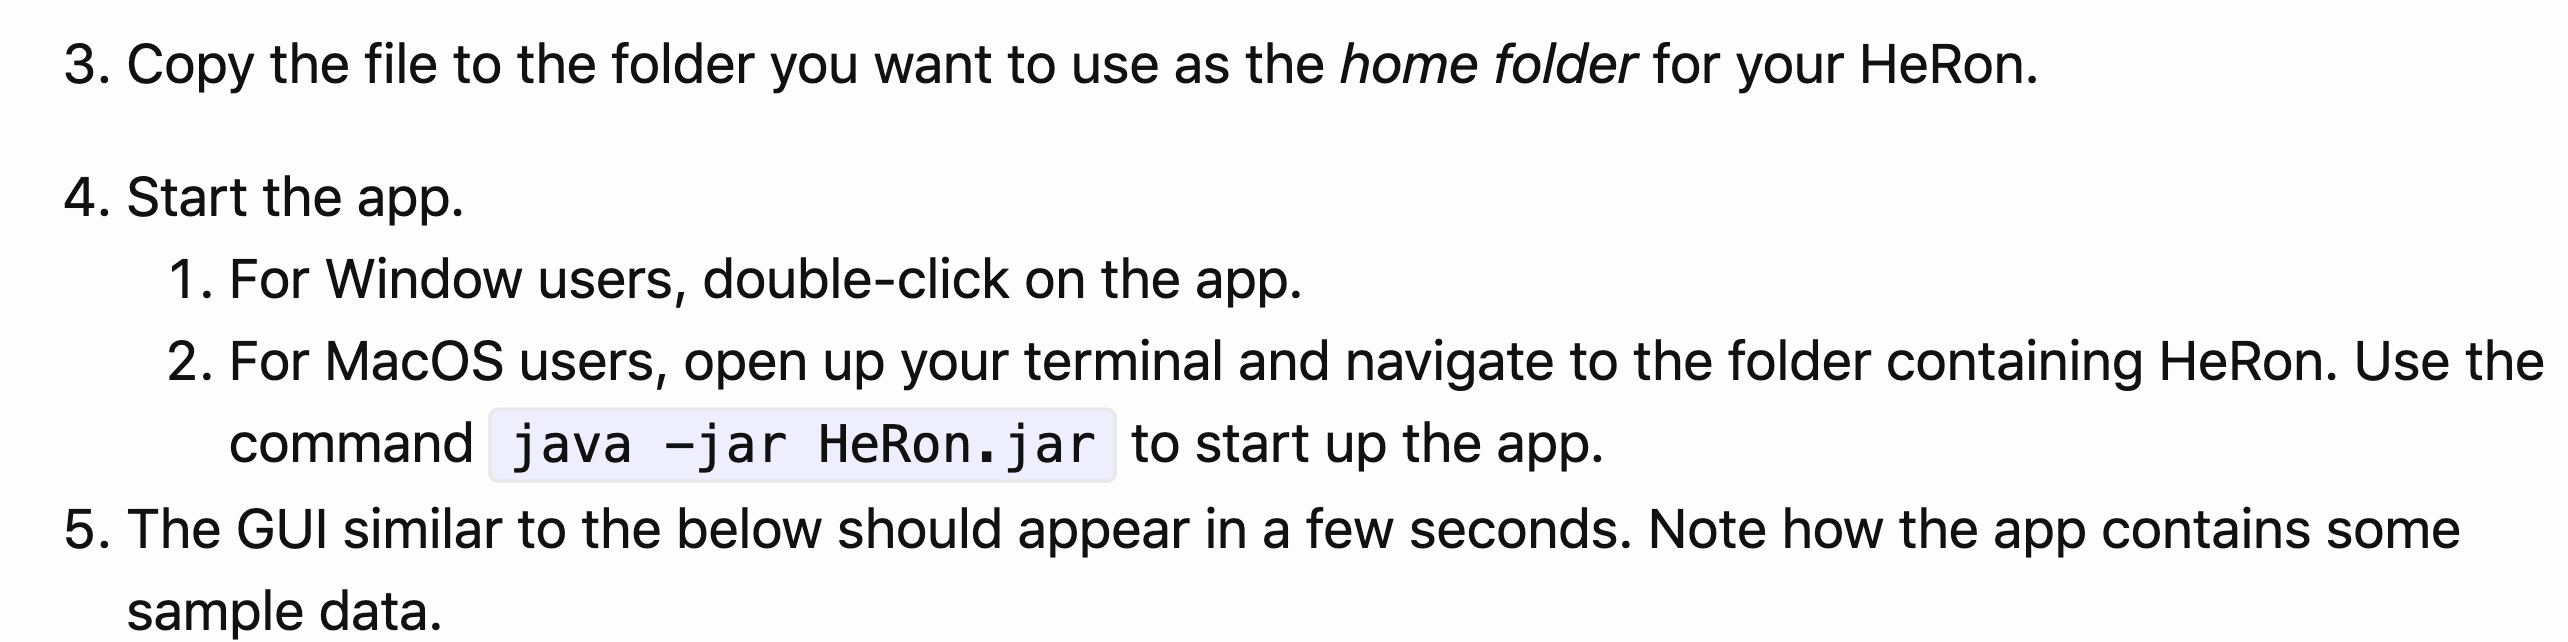 3. Copy the file to the folder you want to use as the home folder for your HeRon.
4. Start the app.
1. For Window users, double-click on the app.
2. For MacOS users, open up your terminal and navigate to the folder containing HeRon. Use the
command java -jar HeRon.jar to start up the app.
5. The GUI similar to the below should appear in a few seconds. Note how the app contains some
sample data.